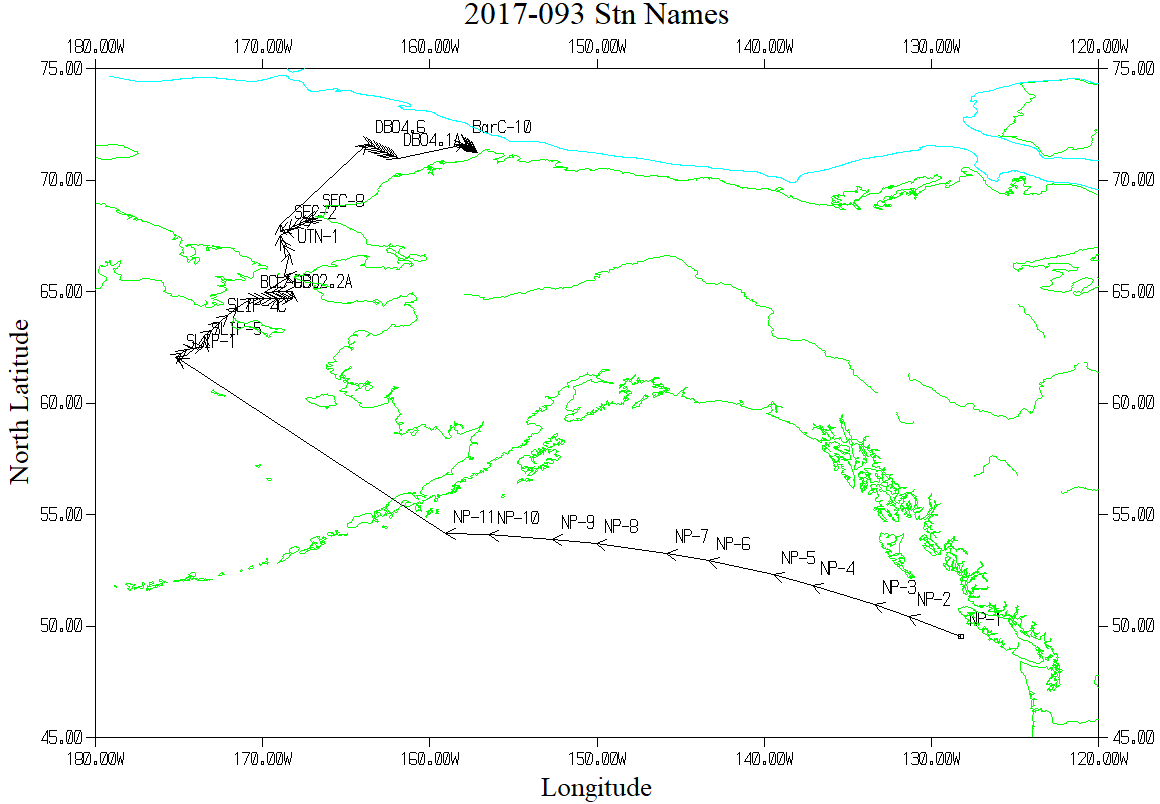 2017-093 Stn Names
180.00W 170.00W 160.00W 150.00W 140.00W 130.00W 120.00W
75.00 75.00
DBO4.6 BarC-10
DBO4.1A
70.00 70.00
SEC-8
SEC-2
UTN-1
DBO2.2A
65.00 65.00
SLIP-5
SLIP-1
60.00 60.00
55.00 55.00
NP-11 NP-10 NP-9 NP-8 NP-7 NP-6 NP-5 NP-4 NP-3 NP-2 NP-1
50.00 50.00
45.00 45.00
180.00W 170.00W 160.00W 150.00W 140.00W 130.00W 120.00W
Longitude
North Latitude